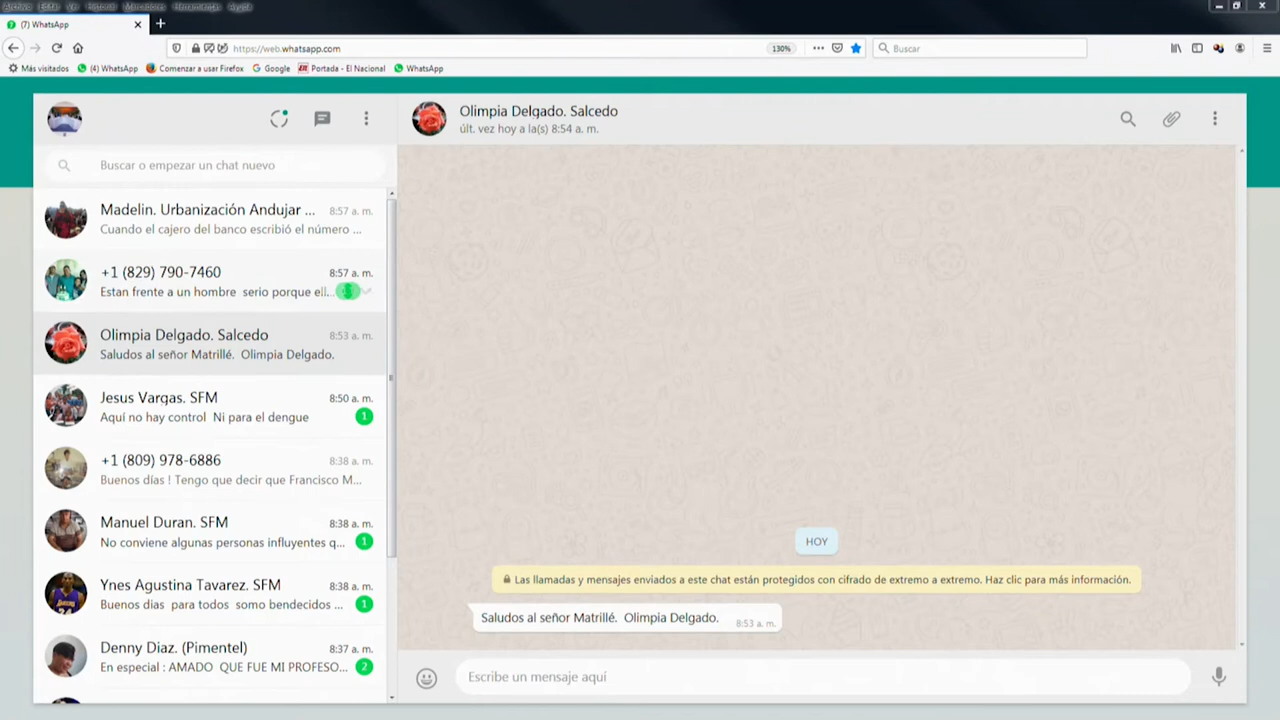 Archivo Editar Ver Historial Marcadores Herramientas Ayuda
(7) WhatsApp
https://web.whatsapp.com
130%
Buscar
Más visitados
(4) WhatsApp
Comenzar a usar Firefox
Google
Portada - El Nacional
WhatsApp
Buscar o empezar un chat nuevo
Madelin. Urbanización Andujar ... 8:57 a. m.
Cuando el cajero del banco escribió el número ...
+1 (829) 790-7460 8:57 a. m.
Estan frente a un hombre serio porque ell...
Olimpia Delgado. Salcedo 8:53 a. m.
Saludos al señor Matrillé. Olimpia Delgado.
Jesus Vargas. SFM 8:50 a. m.
Aquí no hay control Ni para el dengue 1
+1 (809) 978-6886 8:38 a. m.
Buenos días ! Tengo que decir que Francisco M...
Manuel Duran. SFM 8:38 a. m.
No conviene algunas personas influyentes q... 1
Ynes Agustina Tavarez. SFM 8:38 a. m.
Buenos dias para todos somo bendecidos ... 1
Denny Diaz. (Pimentel) 8:37 a. m.
En especial : AMADO QUE FUE MI PROFESO... 2
Olimpia Delgado. Salcedo
últ. vez hoy a la(s) 8:54 a. m.
HOY
Las llamadas y mensajes enviados a este chat están protegidos con cifrado de extremo a extremo. Haz clic para más información.
Saludos al señor Matrillé. Olimpia Delgado. 8:53 a. m.
Escribe un mensaje aquí